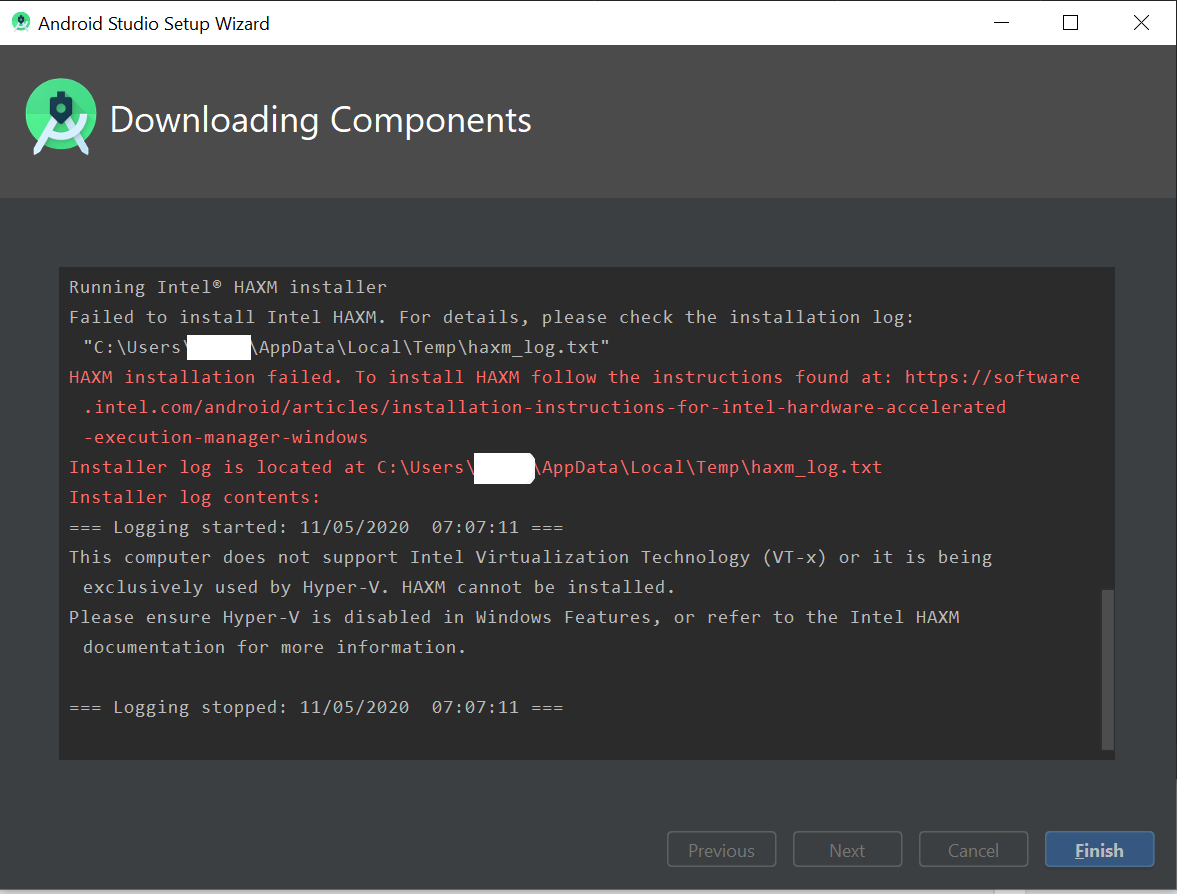 Android Studio Setup Wizard
Downloading Components
Running Intel® HAXM installer
Failed to install Intel HAXM. For details, please check the installation log:
"C:\Users\ \AppData\Local\Temp\haxm_log.txt"
HAXM installation failed. To install HAXM follow the instructions found at: https://software
.intel.com/android/articles/installation-instructions-for-intel-hardware-accelerated
-execution-manager-windows
Installer log is located at C:\Users\ \AppData\Local\Temp\haxm_log.txt
Installer log contents:
=== Logging started: 11/05/2020  07:07:11 ===
This computer does not support Intel Virtualization Technology (VT-x) or it is being
exclusively used by Hyper-V. HAXM cannot be installed.
Please ensure Hyper-V is disabled in Windows Features, or refer to the Intel HAXM
documentation for more information.
=== Logging stopped: 11/05/2020  07:07:11 ===
Previous Next Cancel Finish